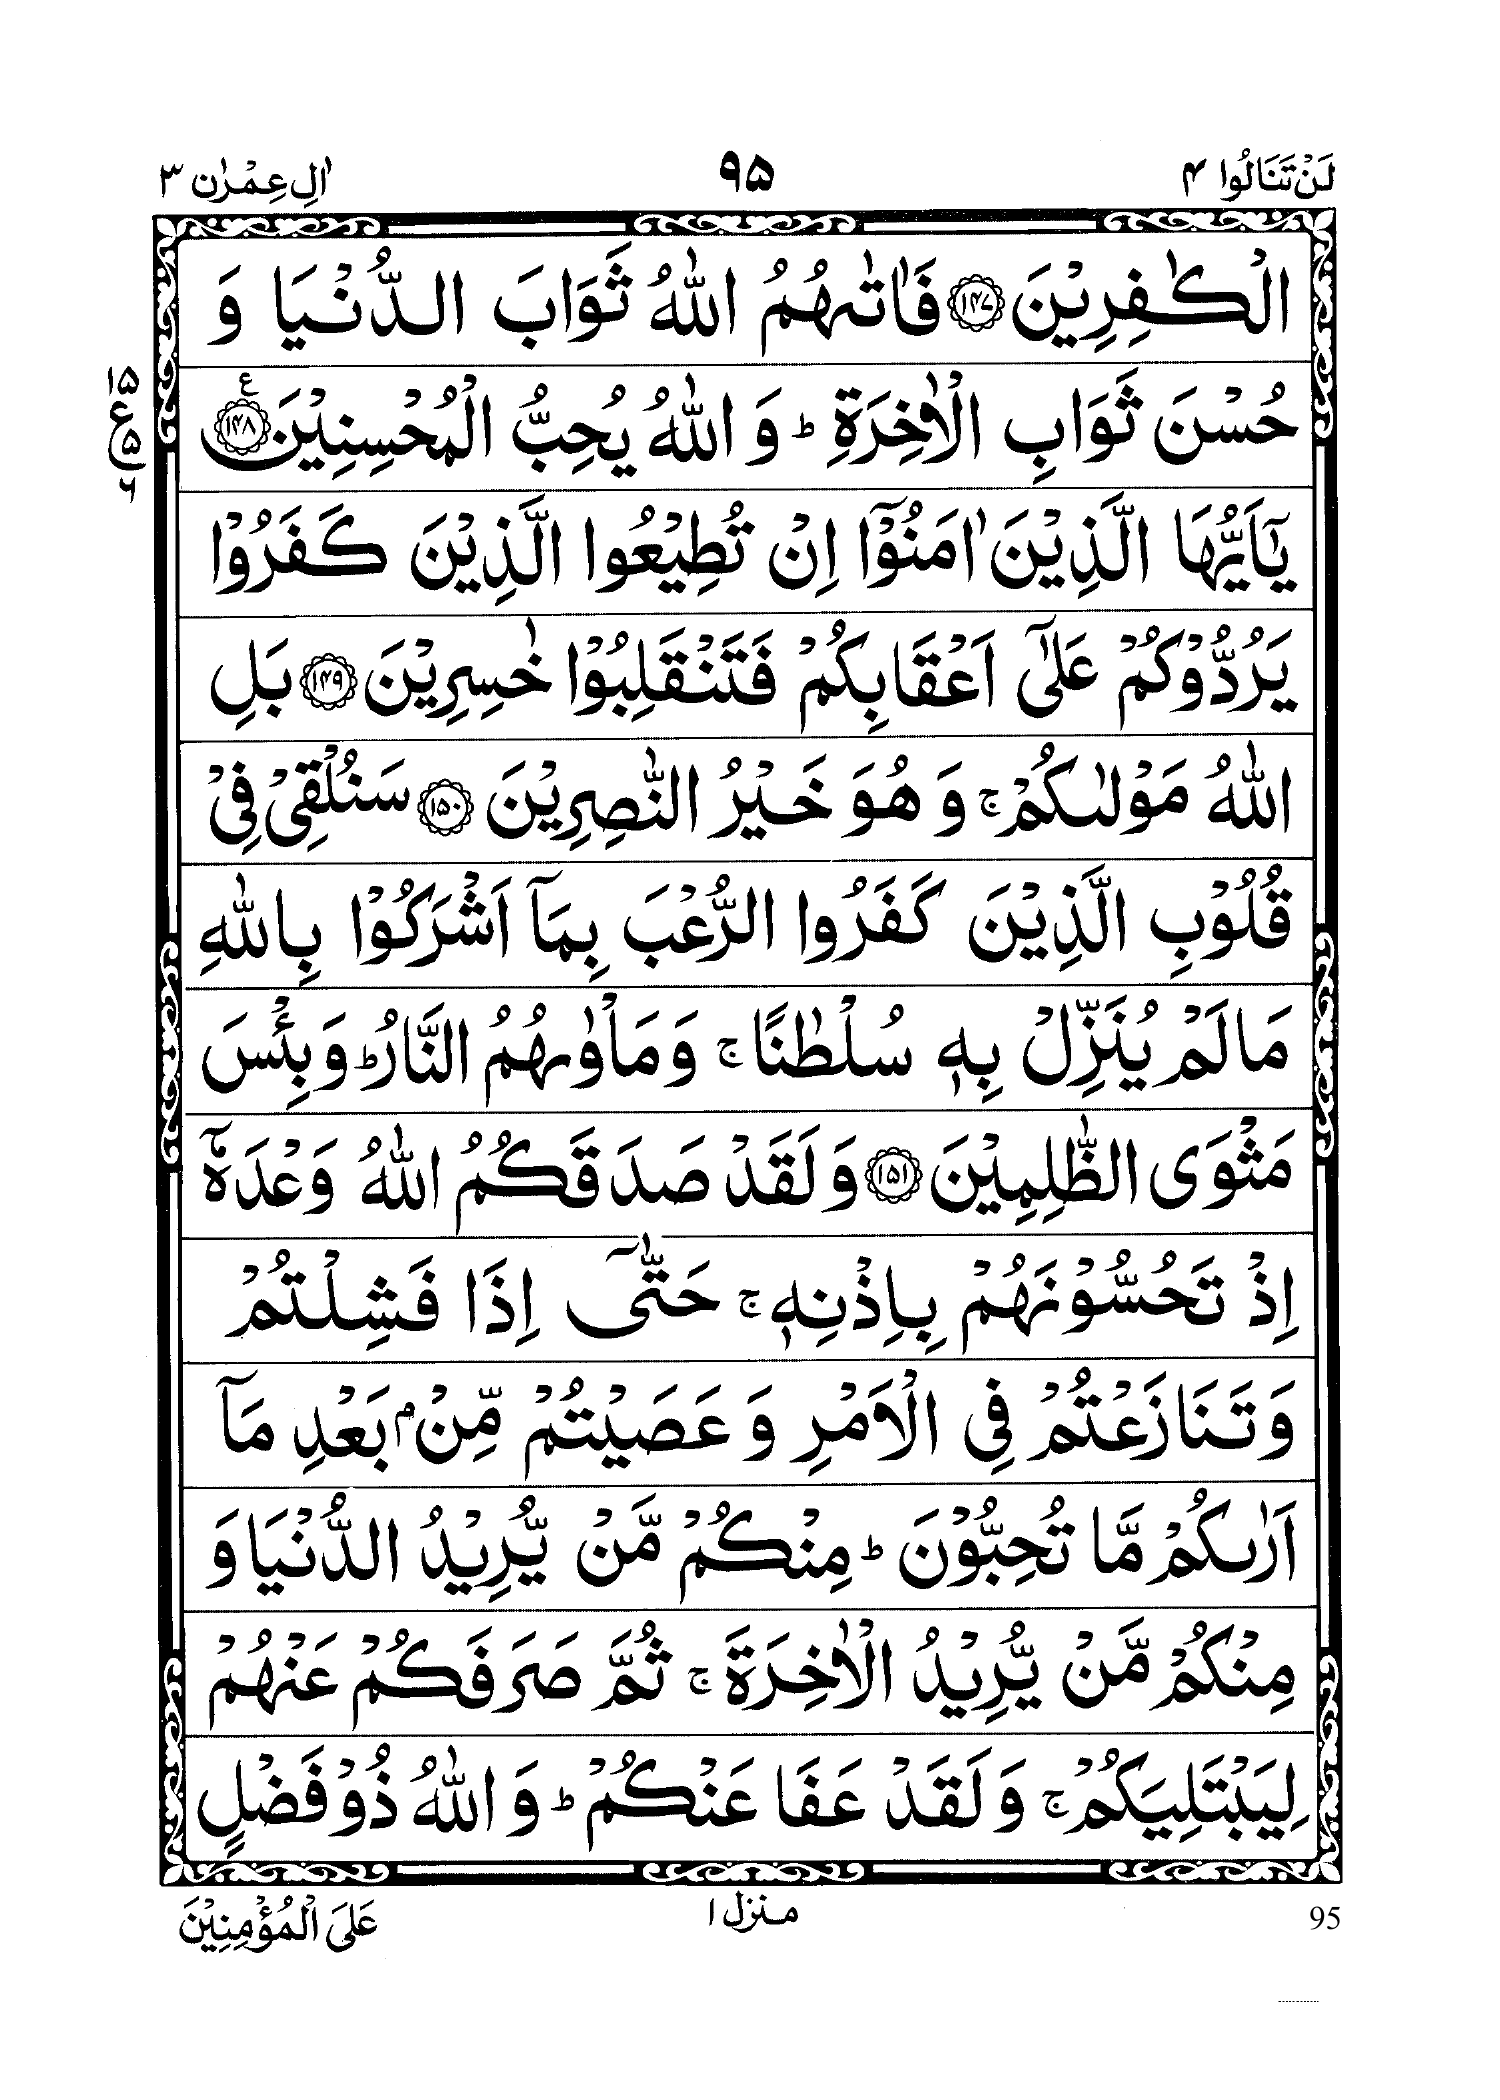 لَنْ تَنَالُوا ۴ ۹۵ اٰلِ عِمْرٰن ۳
الْكٰفِرِيْنَ ۝۱۴۷ فَاٰتٰىهُمُ اللّٰهُ ثَوَابَ الدُّنْيَا وَ
حُسْنَ ثَوَابِ الْاٰخِرَةِ ؕ وَ اللّٰهُ يُحِبُّ الْمُحْسِنِيْنَ ۝۱۴۸ ع
۱۵ ع ۵ ۶
يٰۤاَيُّهَا الَّذِيْنَ اٰمَنُوْۤا اِنْ تُطِيْعُوا الَّذِيْنَ كَفَرُوْا
يَرُدُّوْكُمْ عَلٰۤى اَعْقَابِكُمْ فَتَنْقَلِبُوْا خٰسِرِيْنَ ۝۱۴۹ بَلِ
اللّٰهُ مَوْلٰىكُمْ ۚ وَ هُوَ خَيْرُ النّٰصِرِيْنَ ۝۱۵۰ سَنُلْقِيْ فِيْ
قُلُوْبِ الَّذِيْنَ كَفَرُوا الرُّعْبَ بِمَاۤ اَشْرَكُوْا بِاللّٰهِ
مَا لَمْ يُنَزِّلْ بِهٖ سُلْطٰنًا ۚ وَ مَاْوٰىهُمُ النَّارُ ؕ وَ بِئْسَ
مَثْوَى الظّٰلِمِيْنَ ۝۱۵۱ وَ لَقَدْ صَدَقَكُمُ اللّٰهُ وَعْدَهٗۤ
اِذْ تَحُسُّوْنَهُمْ بِاِذْنِهٖ ۚ حَتّٰۤى اِذَا فَشِلْتُمْ
وَ تَنَازَعْتُمْ فِي الْاَمْرِ وَ عَصَيْتُمْ مِّنْۢ بَعْدِ مَاۤ
اَرٰىكُمْ مَّا تُحِبُّوْنَ ؕ مِنْكُمْ مَّنْ يُّرِيْدُ الدُّنْيَا وَ
مِنْكُمْ مَّنْ يُّرِيْدُ الْاٰخِرَةَ ۚ ثُمَّ صَرَفَكُمْ عَنْهُمْ
لِيَبْتَلِيَكُمْ ۚ وَ لَقَدْ عَفَا عَنْكُمْ ؕ وَ اللّٰهُ ذُوْ فَضْلٍ
95 منزل ۱ عَلَى الْمُؤْمِنِيْنَ